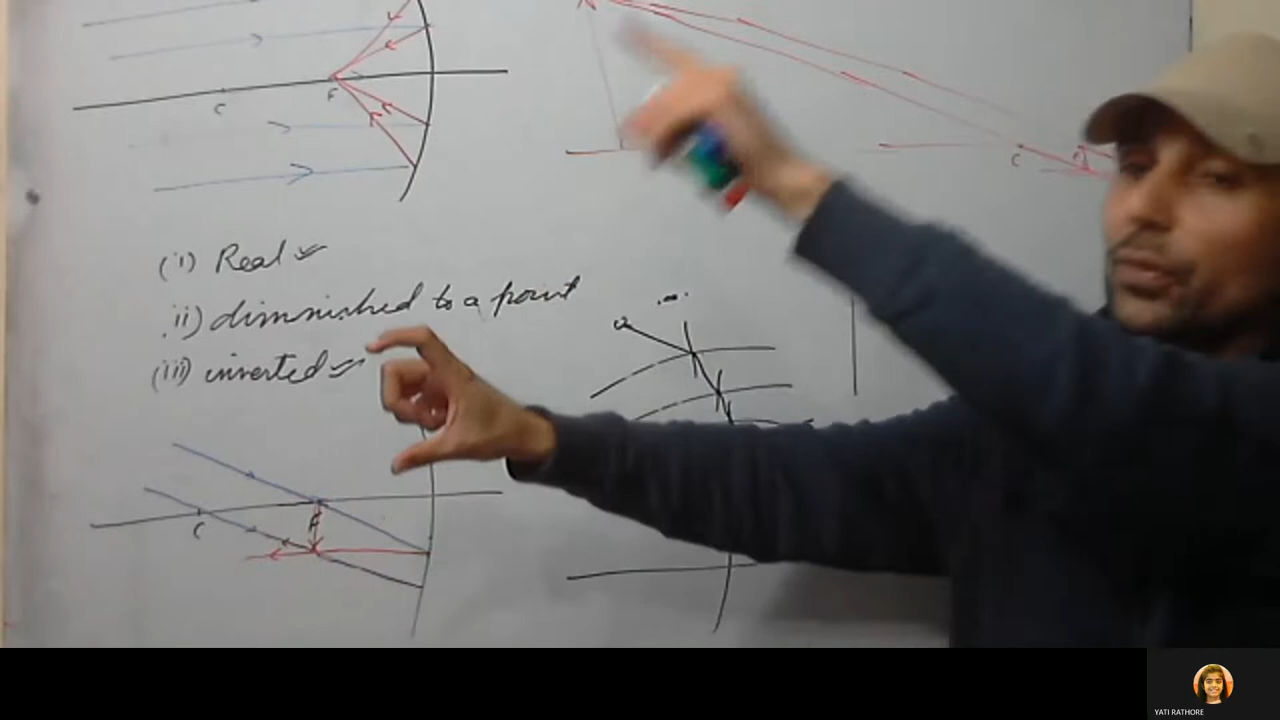 C F
C
(i) Real
ii) diminished to a point
(iii) inverted
C F
YATI RATHORE